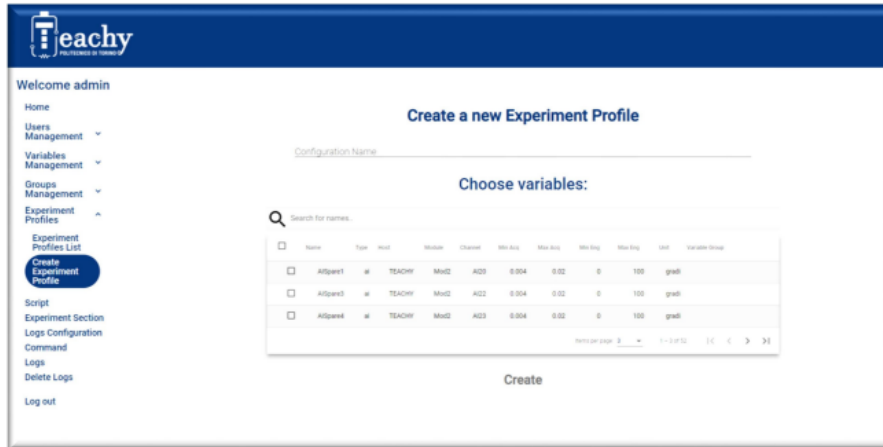 Teachy
POLITECNICO DI TORINO
Welcome admin
Home
Users
Management
Variables
Management
Groups
Management
Experiment
Profiles
Experiment
Profiles List
Create
Experiment
Profile
Script
Experiment Section
Logs Configuration
Command
Logs
Delete Logs
Log out
Create a new Experiment Profile
Configuration Name
Choose variables:
Search for names..
Name Type Host Module Channel Min Acq Max Acq Min Eng Max Eng Unit Variable Group
AISpare1 ai TEACHY Mod2 AI20 0.004 0.02 0 100 gradi
AISpare3 ai TEACHY Mod2 AI22 0.004 0.02 0 100 gradi
AISpare4 ai TEACHY Mod2 AI23 0.004 0.02 0 100 gradi
Items per page 3 1 – 3 of 52
Create